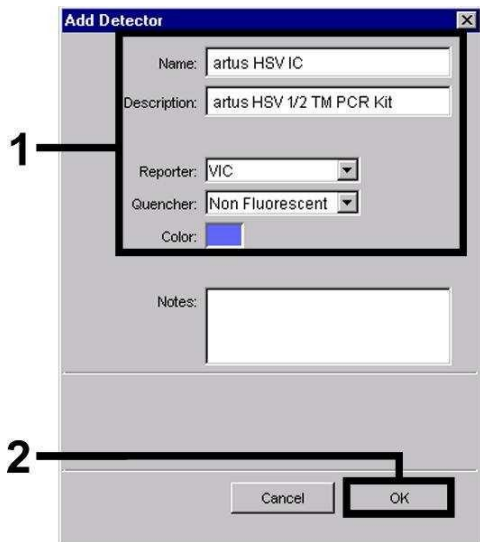 Add Detector
Name: artus HSV IC
Description: artus HSV 1/2 TM PCR Kit
1
Reporter: VIC
Quencher: Non Fluorescent
Color:
Notes:
2
Cancel OK